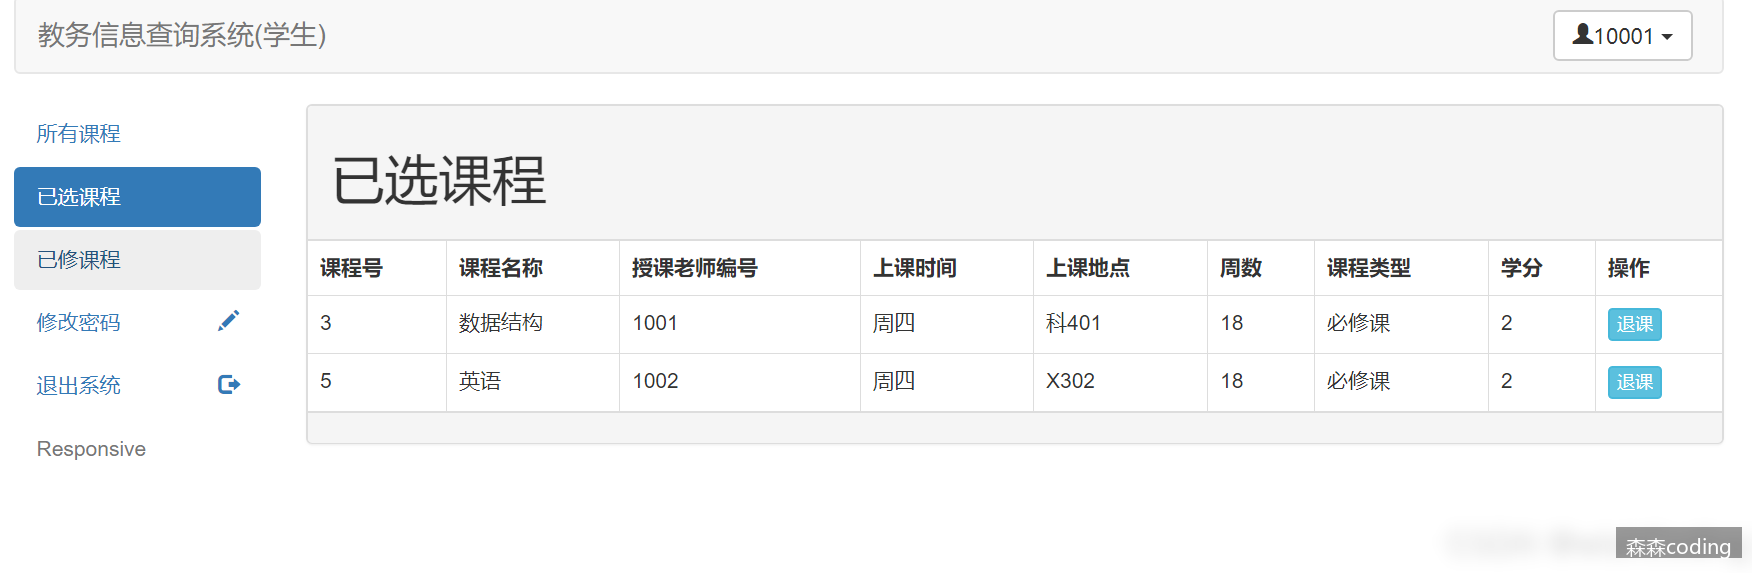 教务信息查询系统(学生)
10001
所有课程
已选课程
已修课程
修改密码
退出系统
Responsive
已选课程
课程号 课程名称 授课老师编号 上课时间 上课地点 周数 课程类型 学分 操作
3 数据结构 1001 周四 科401 18 必修课 2 退课
5 英语 1002 周四 X302 18 必修课 2 退课
森森coding